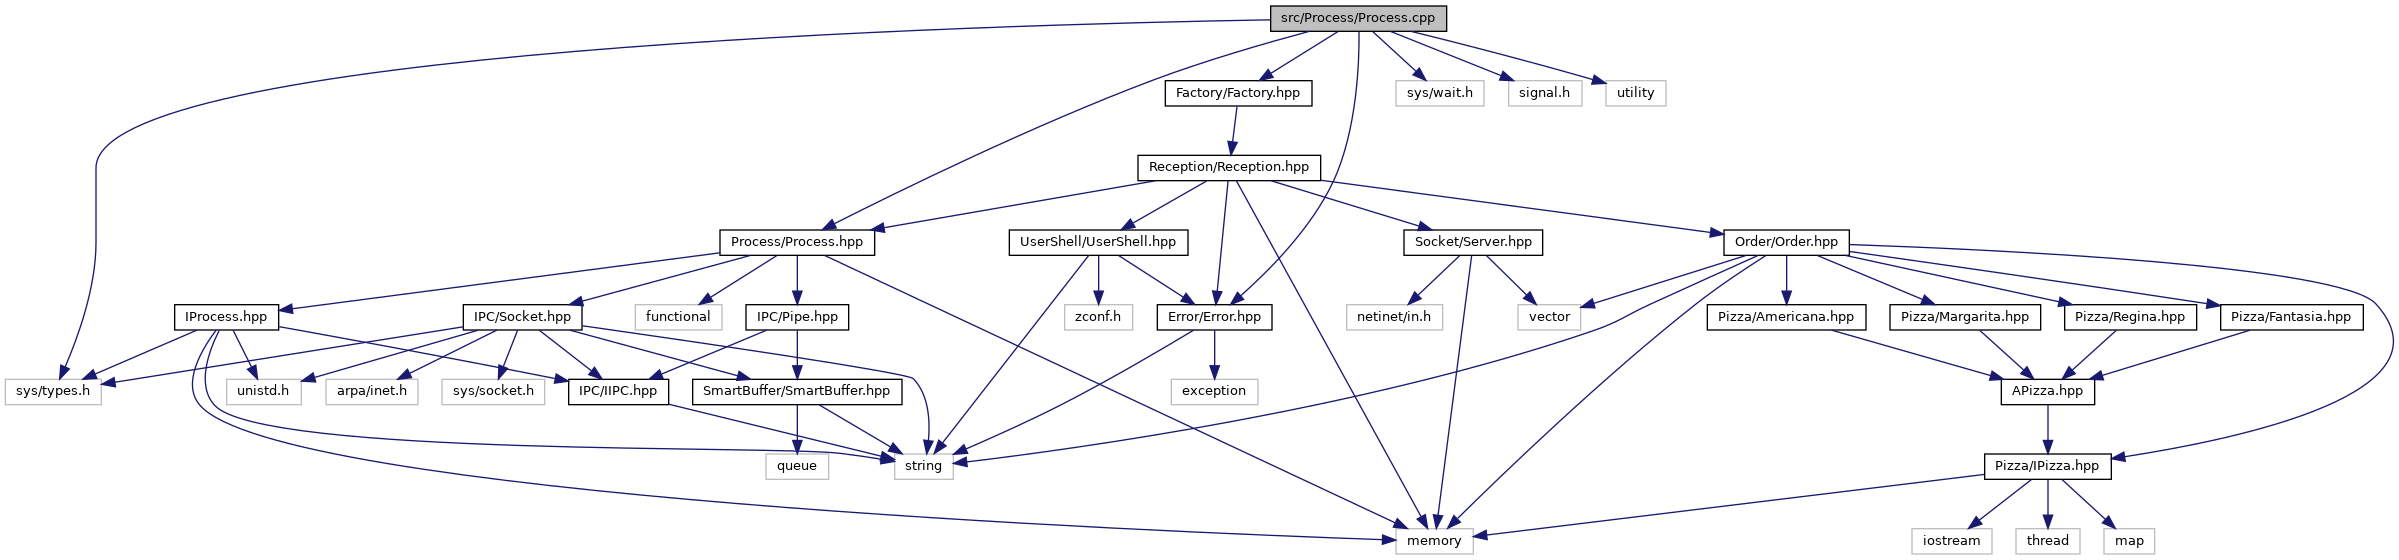 src/Process/Process.cpp
Factory/Factory.hpp
sys/wait.h
signal.h
utility
Reception/Reception.hpp
Process/Process.hpp
UserShell/UserShell.hpp
Socket/Server.hpp
Order/Order.hpp
IProcess.hpp
IPC/Socket.hpp
functional
IPC/Pipe.hpp
zconf.h
Error/Error.hpp
netinet/in.h
vector
Pizza/Americana.hpp
Pizza/Margarita.hpp
Pizza/Regina.hpp
Pizza/Fantasia.hpp
sys/types.h
unistd.h
arpa/inet.h
sys/socket.h
IPC/IIPC.hpp
SmartBuffer/SmartBuffer.hpp
exception
APizza.hpp
queue
string
Pizza/IPizza.hpp
memory
iostream
thread
map